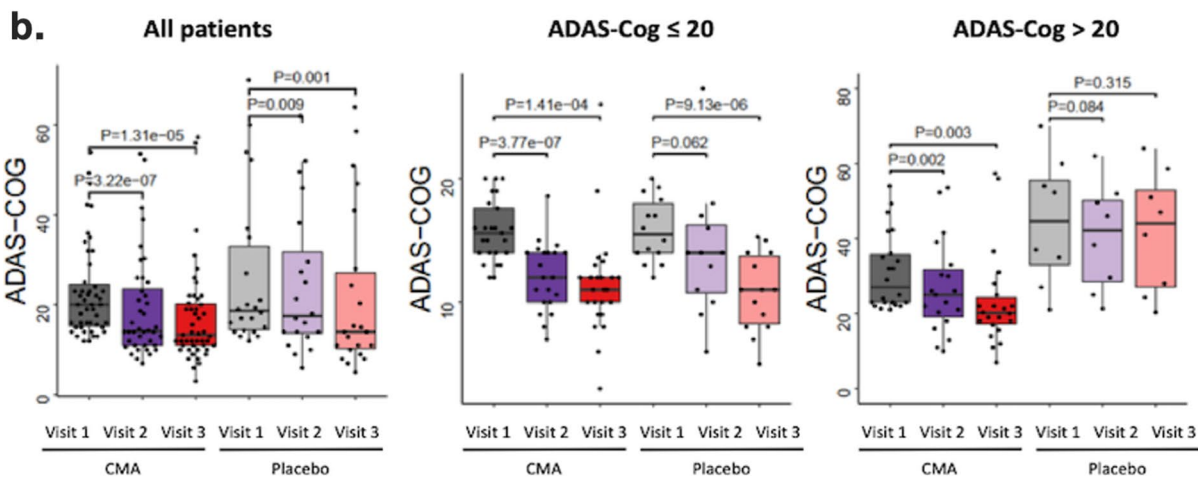 b.
All patients
ADAS-COG
0
20
40
60
P=3.22e-07
P=1.31e-05
P=0.009
P=0.001
Visit 1 Visit 2 Visit 3 Visit 1 Visit 2 Visit 3
CMA Placebo
ADAS-Cog ≤ 20
ADAS-COG
10
20
P=3.77e-07
P=1.41e-04
P=0.062
P=9.13e-06
Visit 1 Visit 2 Visit 3 Visit 1 Visit 2 Visit 3
CMA Placebo
ADAS-Cog > 20
ADAS-COG
0
20
40
60
80
P=0.002
P=0.003
P=0.084
P=0.315
Visit 1 Visit 2 Visit 3 Visit 1 Visit 2 Visit 3
CMA Placebo